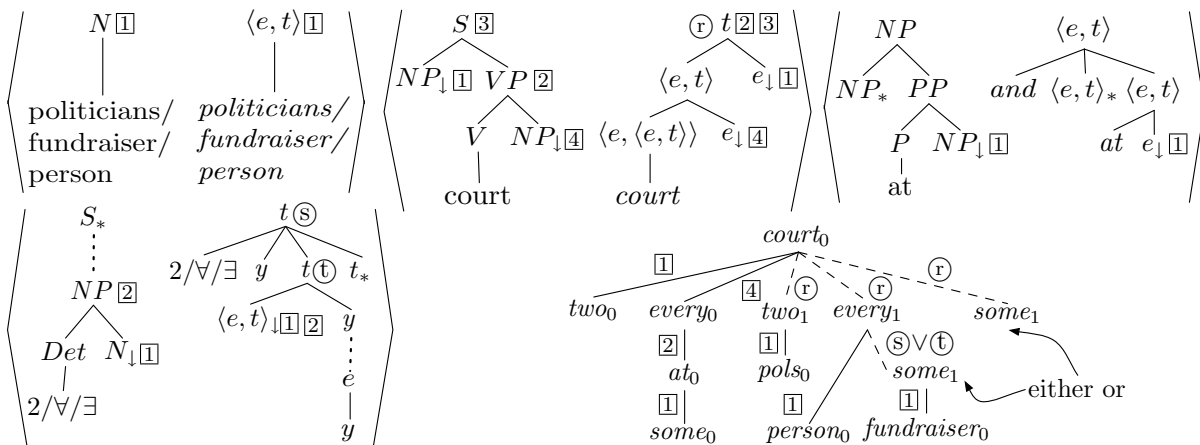 N 1
⟨e, t⟩ 1
politicians/
fundraiser/
person
politicians/
fundraiser/
person
S 3
NP↓ 1 VP 2
V NP↓ 4
court
ⓡ t 2 3
⟨e, t⟩ e↓ 1
⟨e, ⟨e, t⟩⟩ e↓ 4
court
NP
NP* PP
P NP↓ 1
at
⟨e, t⟩
and ⟨e, t⟩* ⟨e, t⟩
at e↓ 1
S*
NP 2
Det N↓ 1
2/∀/∃
t ⓢ
2/∀/∃ y t ⓣ t*
⟨e, t⟩↓ 1 2 y
e
y
court₀
1 4 ⓡ ⓡ ⓡ
two₀ every₀ two₁ every₁ some₁
2 1 ⓢ∨ⓣ
at₀ pols₀ some₁
either or
1 1 1
some₀ person₀ fundraiser₀